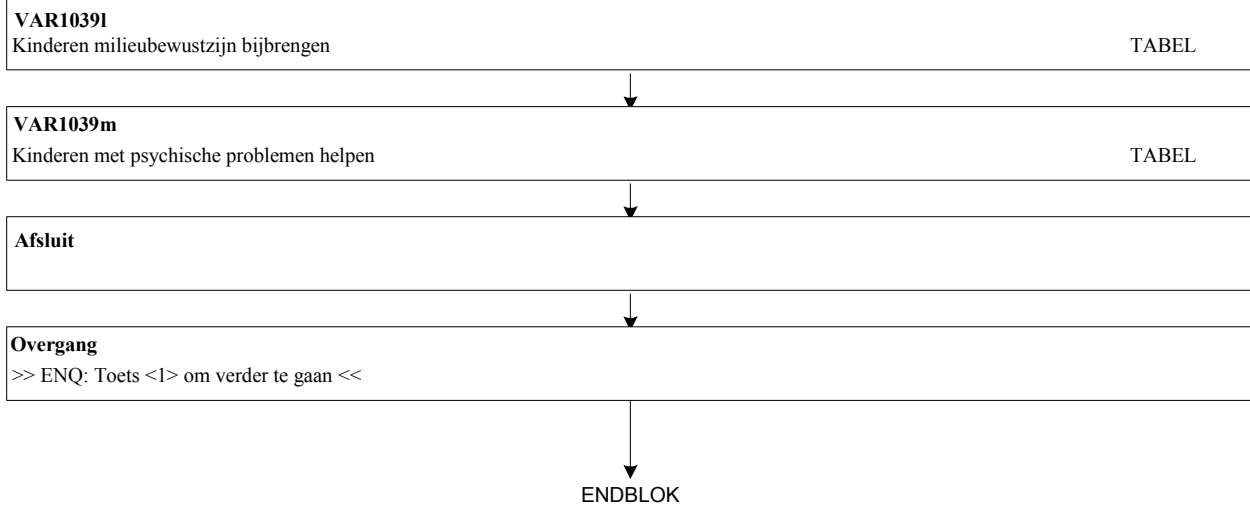 VAR1039l
Kinderen milieubewustzijn bijbrengen TABEL
VAR1039m
Kinderen met psychische problemen helpen TABEL
Afsluit
Overgang
>> ENQ: Toets <1> om verder te gaan <<
ENDBLOK